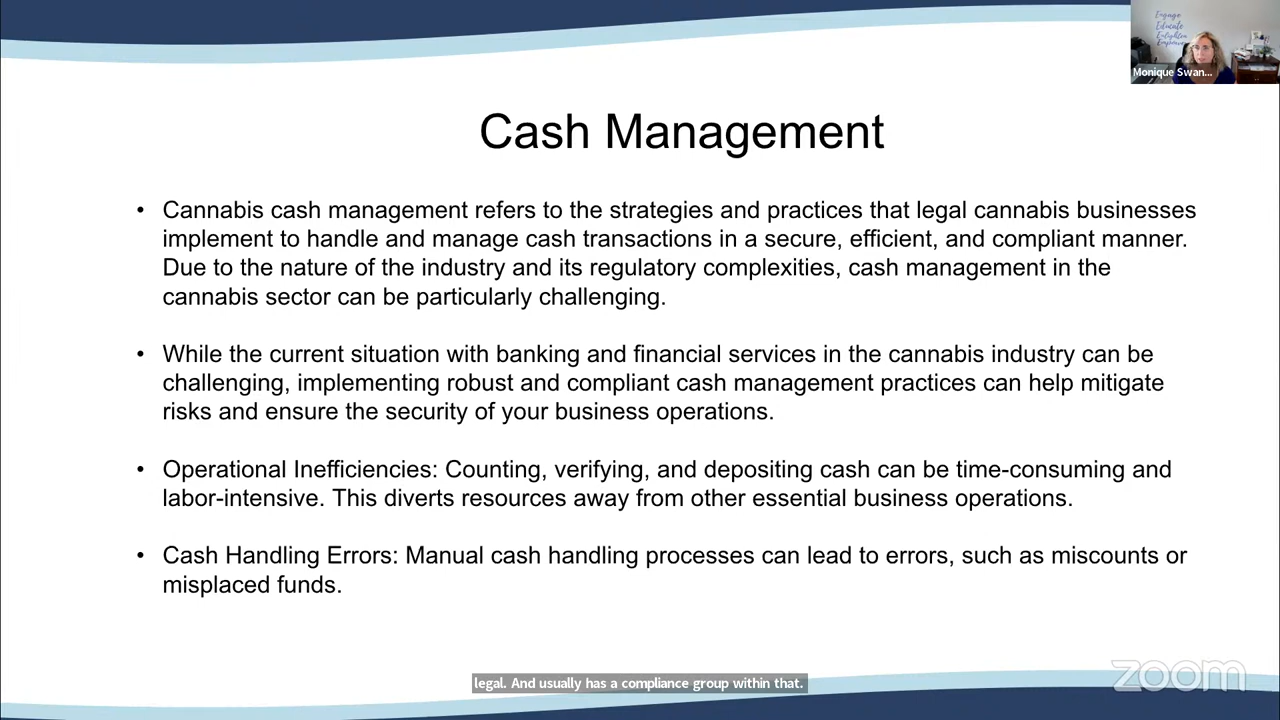 Engage
Educate
Enlighten
Empower
Monique Swan...
Cash Management
• Cannabis cash management refers to the strategies and practices that legal cannabis businesses
implement to handle and manage cash transactions in a secure, efficient, and compliant manner.
Due to the nature of the industry and its regulatory complexities, cash management in the
cannabis sector can be particularly challenging.
• While the current situation with banking and financial services in the cannabis industry can be
challenging, implementing robust and compliant cash management practices can help mitigate
risks and ensure the security of your business operations.
• Operational Inefficiencies: Counting, verifying, and depositing cash can be time-consuming and
labor-intensive. This diverts resources away from other essential business operations.
• Cash Handling Errors: Manual cash handling processes can lead to errors, such as miscounts or
misplaced funds.
legal. And usually has a compliance group within that.
zoom